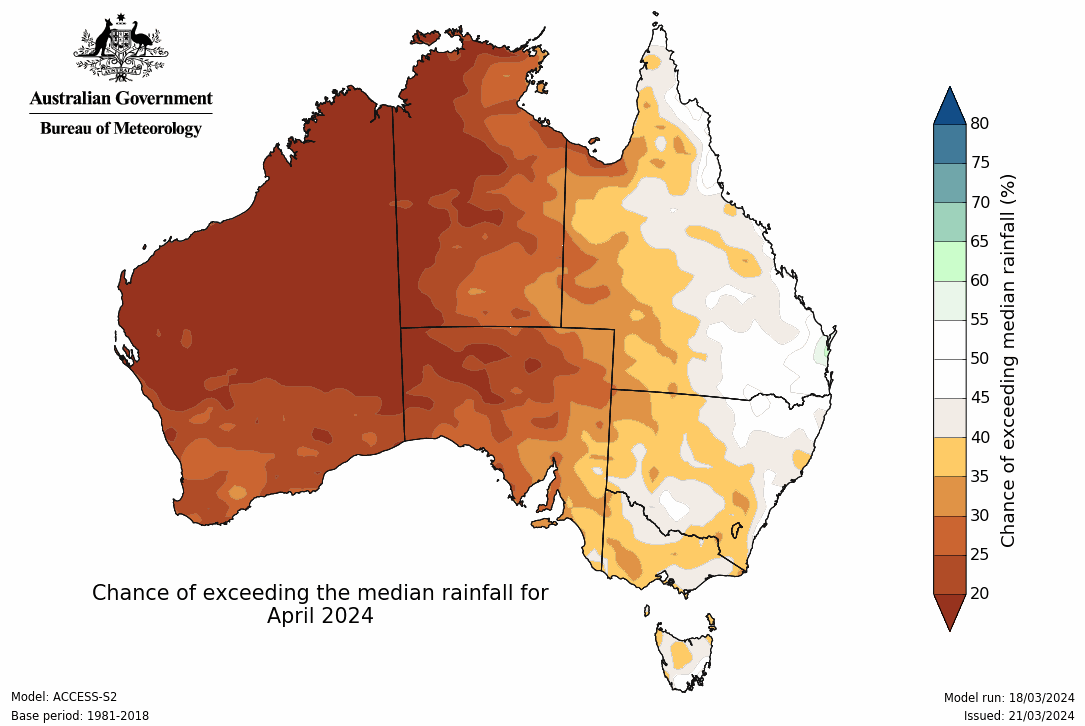 Australian Government
Bureau of Meteorology
80
75
70
65
60
55
50
45
40
35
30
25
20
Chance of exceeding median rainfall (%)
Chance of exceeding the median rainfall for
April 2024
Model: ACCESS-S2
Base period: 1981-2018
Model run: 18/03/2024
Issued: 21/03/2024